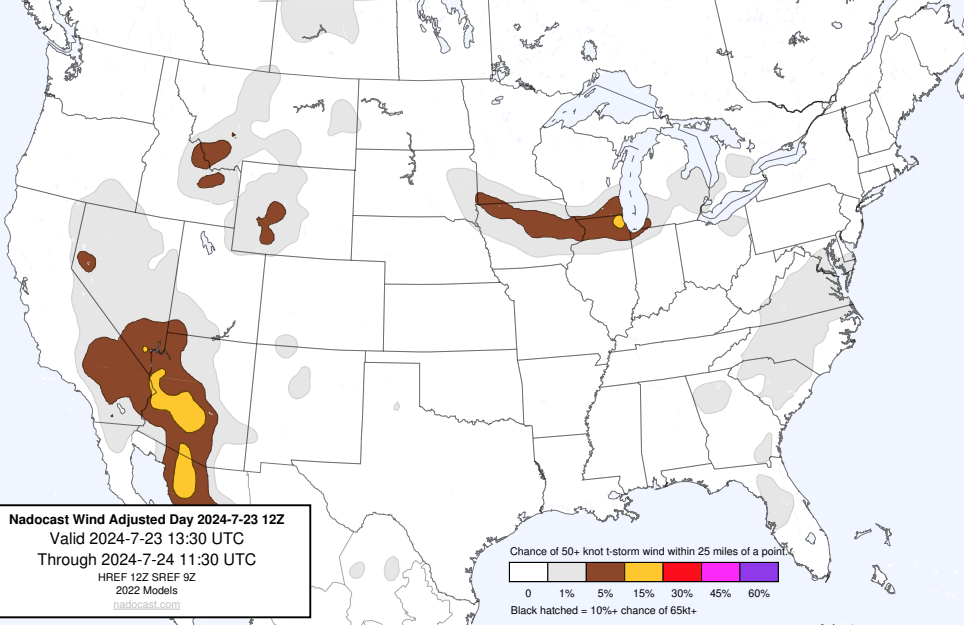 Nadocast Wind Adjusted Day 2024-7-23 12Z
Valid 2024-7-23 13:30 UTC
Through 2024-7-24 11:30 UTC
HREF 12Z SREF 9Z
2022 Models
nadocast.com
Chance of 50+ knot t-storm wind within 25 miles of a point.
0 1% 5% 15% 30% 45% 60%
Black hatched = 10%+ chance of 65kt+